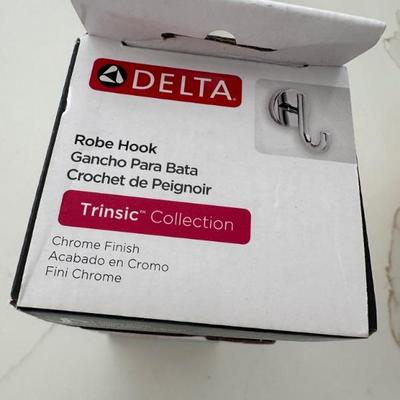 DELTA®
Robe Hook
Gancho Para Bata
Crochet de Peignoir
Trinsic™ Collection
Chrome Finish
Acabado en Cromo
Fini Chrome